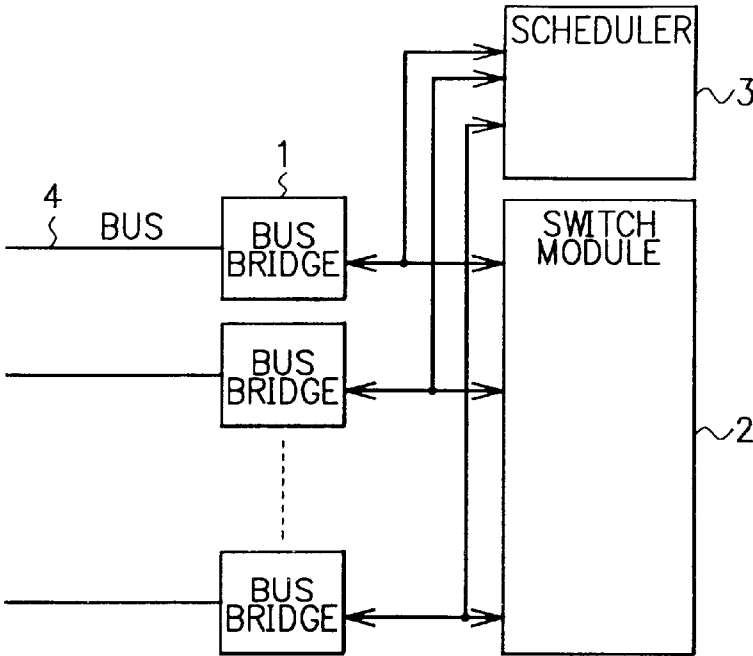 SCHEDULER
3
1
4
BUS
BUS
BRIDGE
SWITCH
MODULE
BUS
BRIDGE
2
BUS
BRIDGE